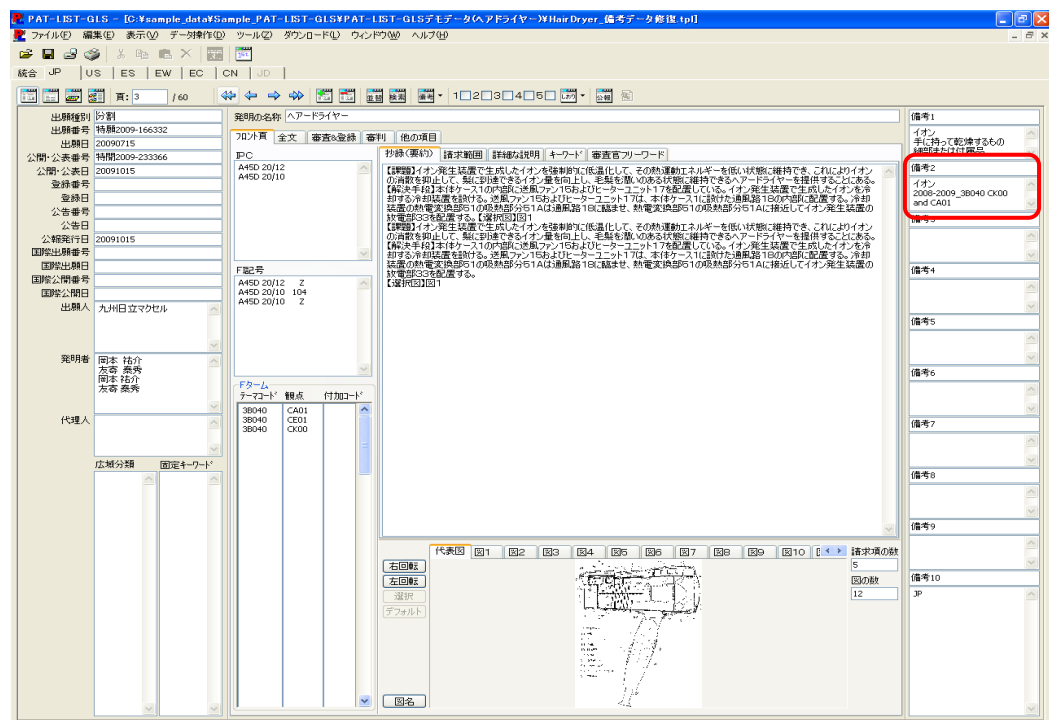 PAT-LIST-GLS - [C:¥sample_data¥Sample_PAT-LIST-GLS¥PAT-LIST-GLSデモデータ(ヘアドライヤー)¥HairDryer_備考データ修復.tpl]
ファイル(F) 編集(E) 表示(V) データ操作(D) ツール(Z) ダウンロード(L) ウィンドウ(W) ヘルプ(H)
統合 JP US ES EW EC CN JD
頁: 3 / 60
並替 検索 備考 1 2 3 4 5 しおり 公報
出願種別 分割
出願番号 特願2009-166332
出願日 20090715
公開・公表番号 特開2009-233366
公開・公表日 20091015
登録番号
登録日
公告番号
公告日
公報発行日 20091015
国際出願番号
国際出願日
国際公開番号
国際公開日
出願人 九州日立マクセル
発明者 岡本 祐介
友寄 桑秀
岡本 祐介
友寄 桑秀
代理人
広域分類 固定キーワード
発明の名称 ヘアードライヤー
フロント頁 全文 審査&登録 審判 他の項目
IPC
A45D 20/12
A45D 20/10
F記号
A45D 20/12 Z
A45D 20/10 104
A45D 20/10 Z
Fターム
テーマコード 観点 付加コード
3B040 CA01
3B040 CE01
3B040 CK00
抄録(要約) 請求範囲 詳細な説明 キーワード 審査官フリーワード
【課題】イオン発生装置で生成したイオンを強制的に低温化して、その熱運動エネルギーを低い状態に維持でき、これによりイオン
の消散を抑止して、髪に到達できるイオン量を向上し、毛髪を潤いのある状態に維持できるヘアードライヤーを提供することにある。
【解決手段】本体ケース1の内部に送風ファン15およびヒーターユニット17を配置している。イオン発生装置で生成したイオンを冷
却する冷却装置を設ける。送風ファン15およびヒーターユニット17は、本体ケース1に設けた通風路18の内部に配置する。冷却
装置の熱電変換部51の吸熱部分51Aは通風路18に臨ませ、熱電変換部51の吸熱部分51Aに接近してイオン発生装置の
放電部33を配置する。【選択図】図1
【課題】イオン発生装置で生成したイオンを強制的に低温化して、その熱運動エネルギーを低い状態に維持でき、これによりイオン
の消散を抑止して、髪に到達できるイオン量を向上し、毛髪を潤いのある状態に維持できるヘアードライヤーを提供することにある。
【解決手段】本体ケース1の内部に送風ファン15およびヒーターユニット17を配置している。イオン発生装置で生成したイオンを冷
却する冷却装置を設ける。送風ファン15およびヒーターユニット17は、本体ケース1に設けた通風路18の内部に配置する。冷却
装置の熱電変換部51の吸熱部分51Aは通風路18に臨ませ、熱電変換部51の吸熱部分51Aに接近してイオン発生装置の
放電部33を配置する。
【選択図】図1
右回転
左回転
選択
デフォルト
図名
代表図 図1 図2 図3 図4 図5 図6 図7 図8 図9 図10
請求項の数
5
図の数
12
備考1
イオン
手に持って乾燥するもの
細部または付属品
備考2
イオン
2008-2009_3B040 CK00
and CA01
備考3
備考4
備考5
備考6
備考7
備考8
備考9
備考10
JP